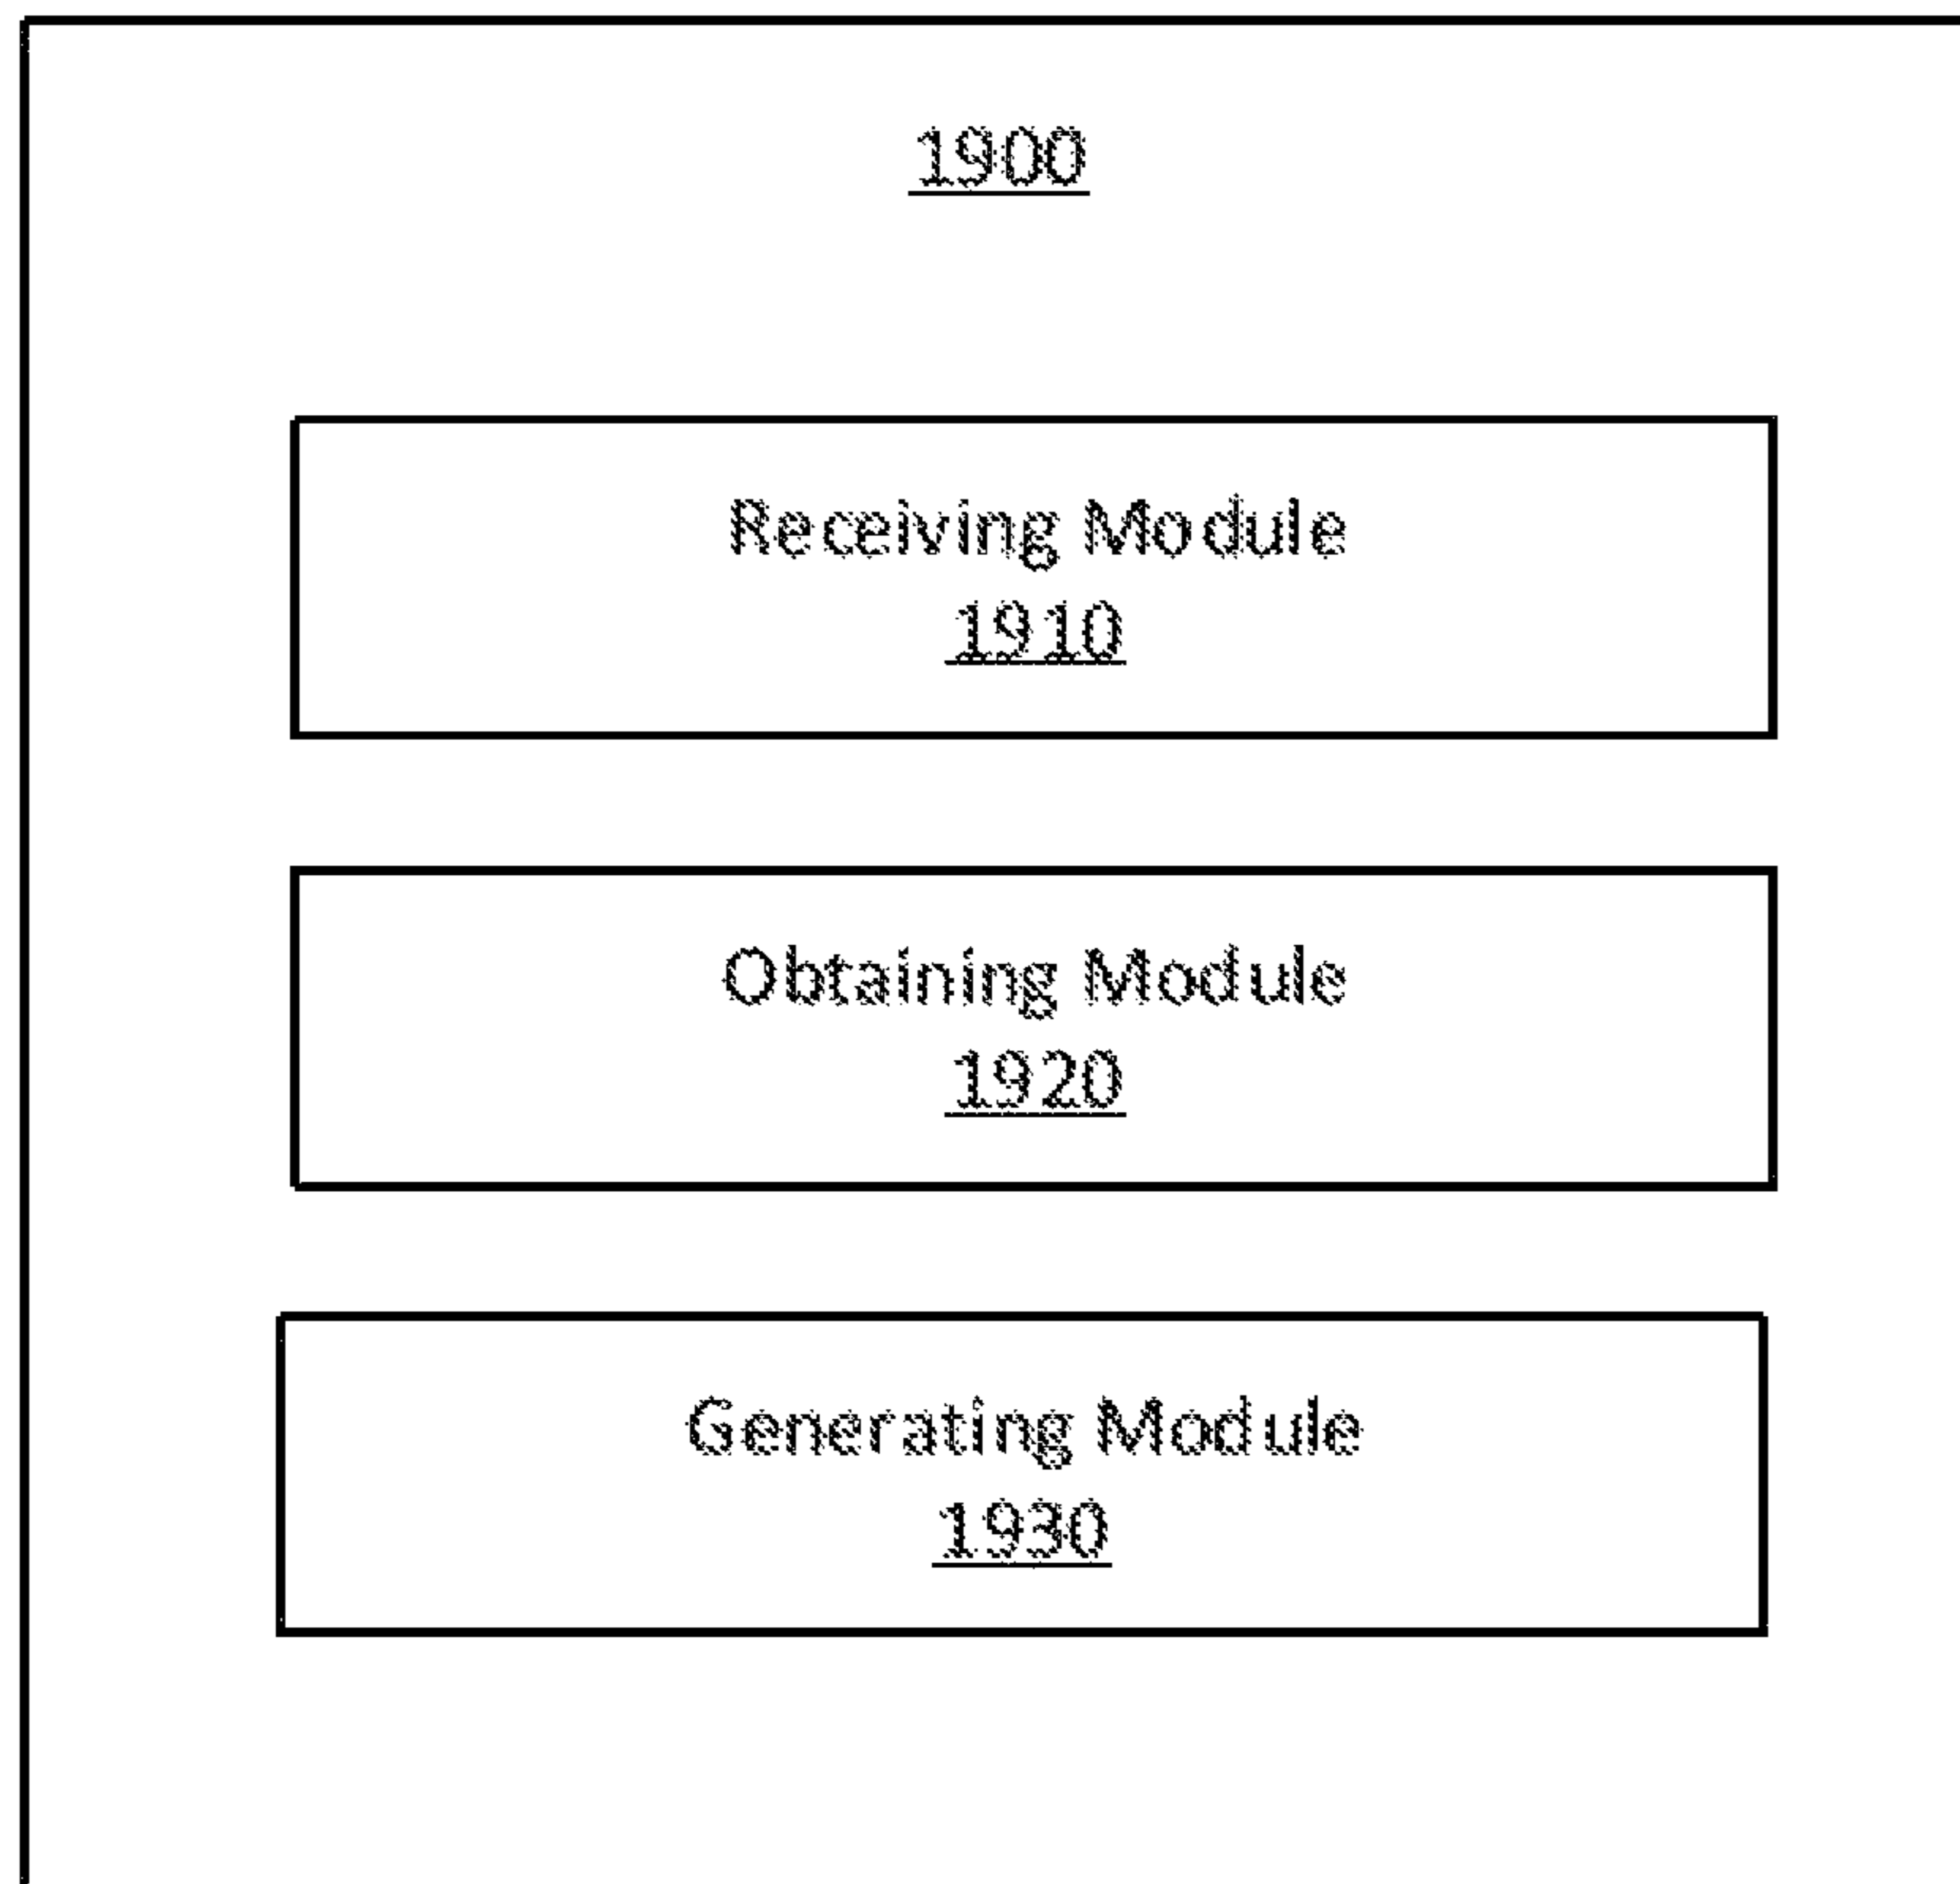 1900
Receiving Module
1910
Obtaining Module
1920
Generating Module
1930